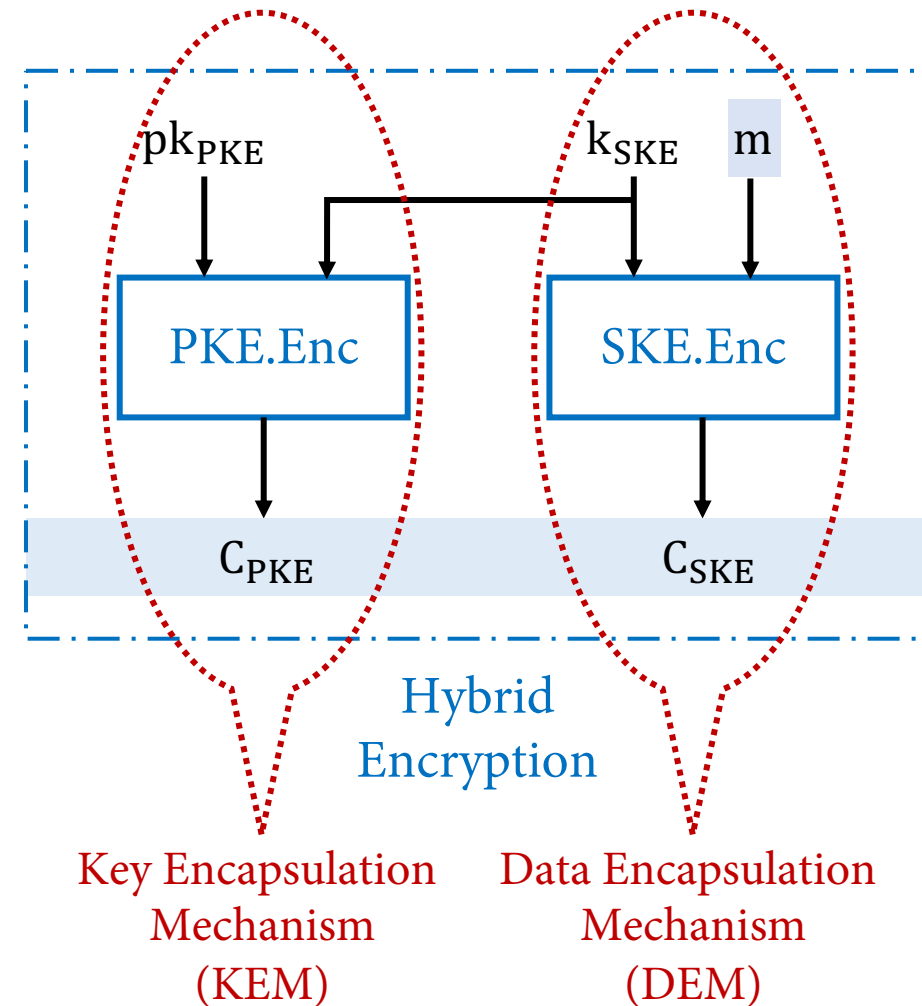 pk_PKE k_SKE m
PKE.Enc SKE.Enc
C_PKE C_SKE
Hybrid
Encryption
Key Encapsulation
Mechanism
(KEM)
Data Encapsulation
Mechanism
(DEM)